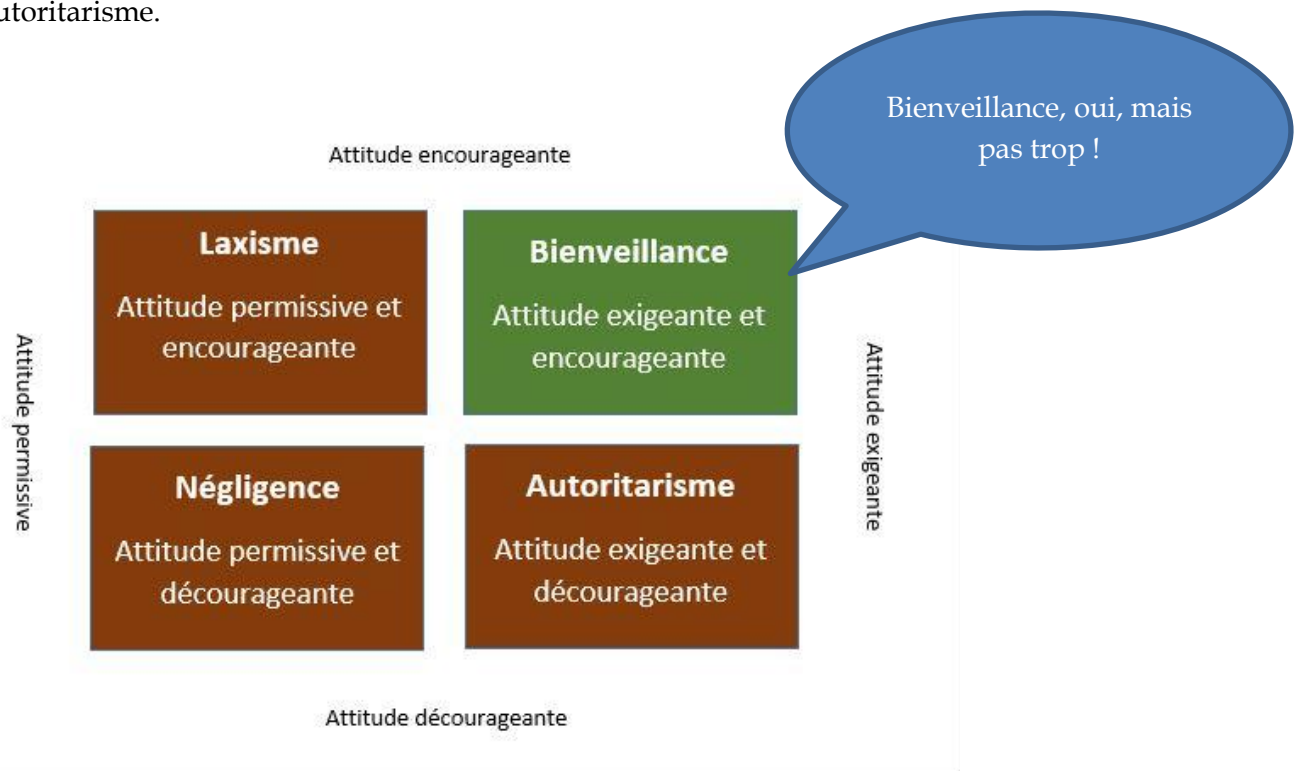 utoritarisme.
Bienveillance, oui, mais
pas trop !
Attitude encourageante
Laxisme
Attitude permissive et
encourageante
Bienveillance
Attitude exigeante et
encourageante
Attitude permissive
Attitude exigeante
Négligence
Attitude permissive et
décourageante
Autoritarisme
Attitude exigeante et
décourageante
Attitude décourageante